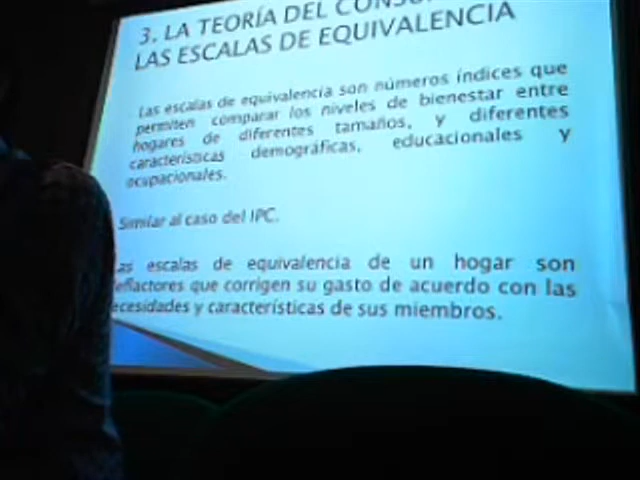 3. LA TEORÍA DEL
LAS ESCALAS DE EQUIVALENCIA
Las escalas de equivalencia son números índices que
permiten comparar los niveles de bienestar entre
hogares de diferentes tamaños, y diferentes
características demográficas, educacionales y
ocupacionales.
Similar al caso del IPC.
as escalas de equivalencia de un hogar son
eflactores que corrigen su gasto de acuerdo con las
ecesidades y características de sus miembros.